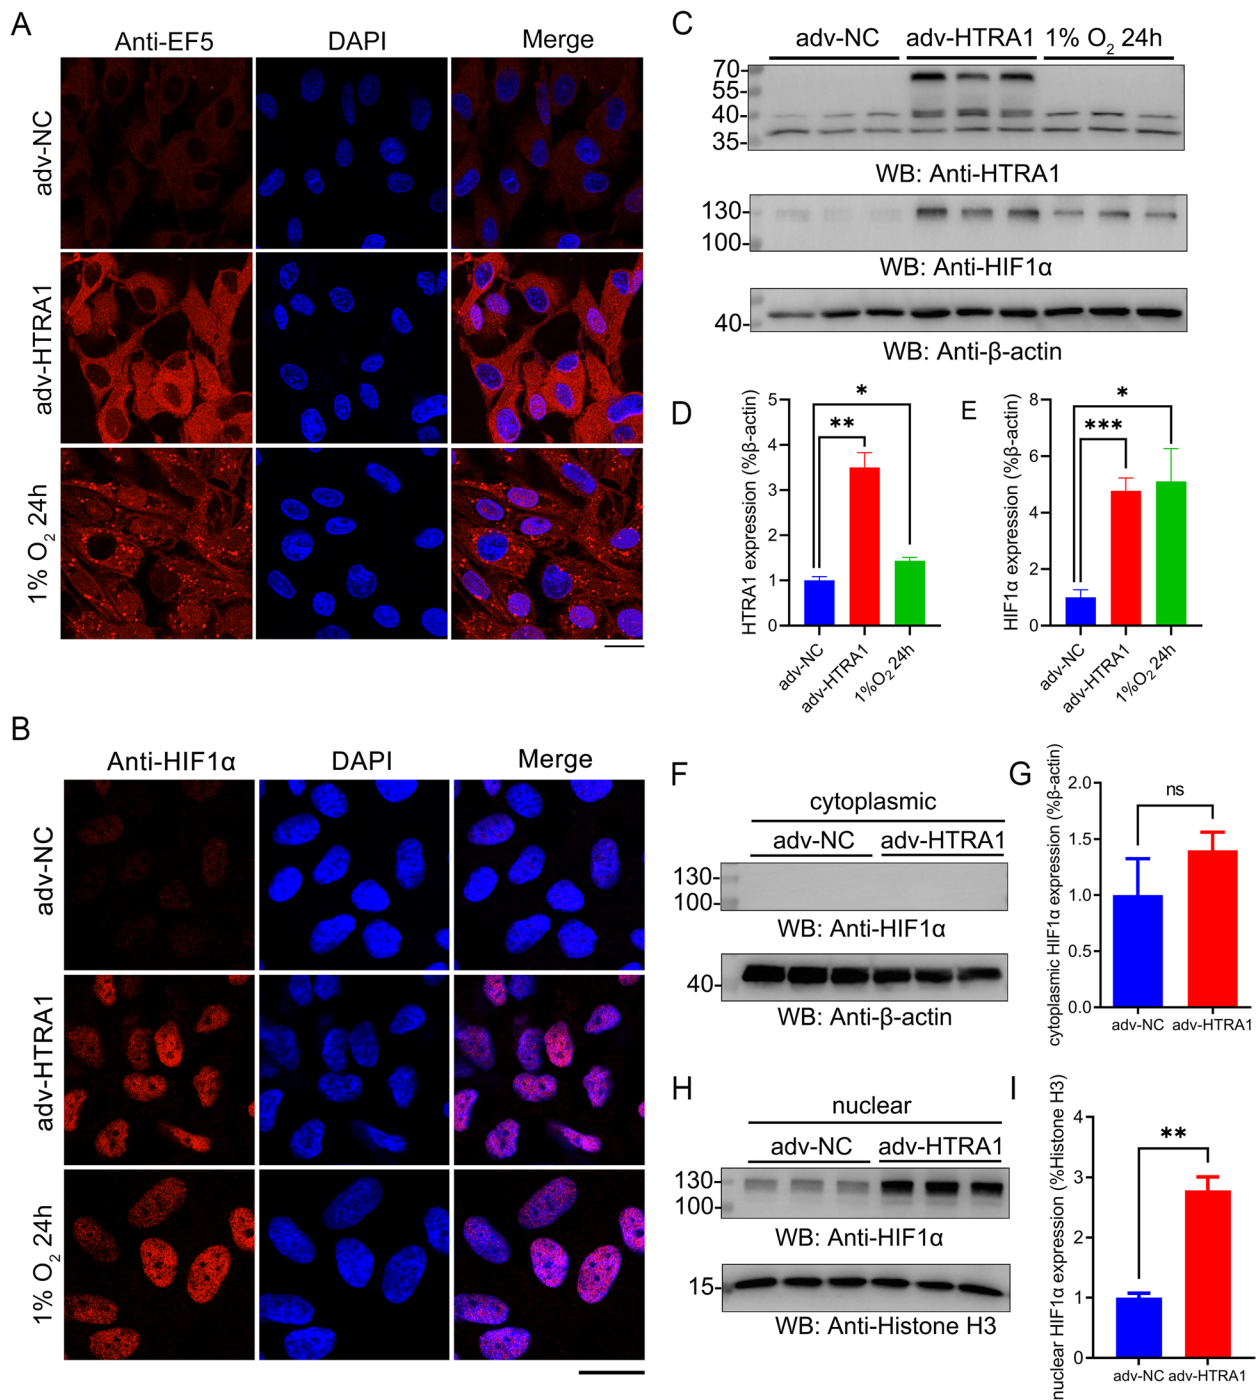 A
Anti-EF5 DAPI Merge
adv-NC
adv-HTRA1
1% O₂ 24h
B
Anti-HIF1α DAPI Merge
adv-NC
adv-HTRA1
1% O₂ 24h
C
adv-NC adv-HTRA1 1% O₂ 24h
70
55
40
35
WB: Anti-HTRA1
130
100
WB: Anti-HIF1α
40
WB: Anti-β-actin
D
HTRA1 expression (%β-actin)
5
4
3
2
1
0
*
**
adv-NC
adv-HTRA1
1%O₂ 24h
E
HIF1α expression (%β-actin)
8
6
4
2
0
*
***
adv-NC
adv-HTRA1
1%O₂ 24h
F
cytoplasmic
adv-NC adv-HTRA1
130
100
WB: Anti-HIF1α
40
WB: Anti-β-actin
G
cytoplasmic HIF1α expression (%β-actin)
2.0
1.5
1.0
0.5
0.0
ns
adv-NC adv-HTRA1
H
nuclear
adv-NC adv-HTRA1
130
100
WB: Anti-HIF1α
15
WB: Anti-Histone H3
I
nuclear HIF1α expression (%Histone H3)
4
3
2
1
0
**
adv-NC adv-HTRA1